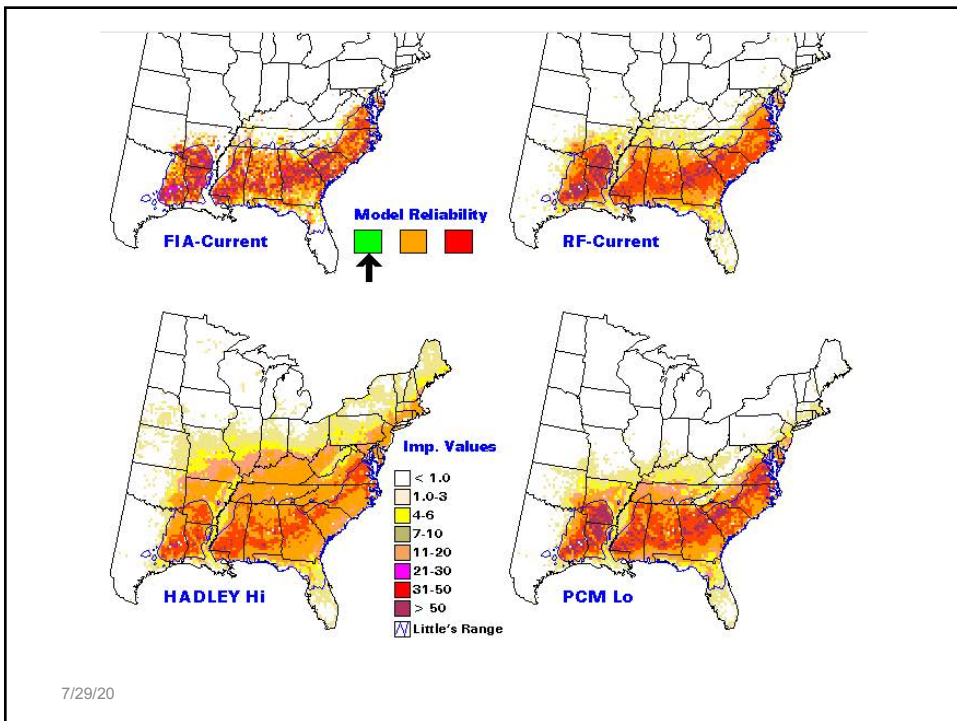 Model Reliability
FIA-Current
RF-Current
Imp. Values
< 1.0
1.0-3
4-6
7-10
11-20
21-30
31-50
> 50
Little's Range
HADLEY Hi
PCM Lo
7/29/20